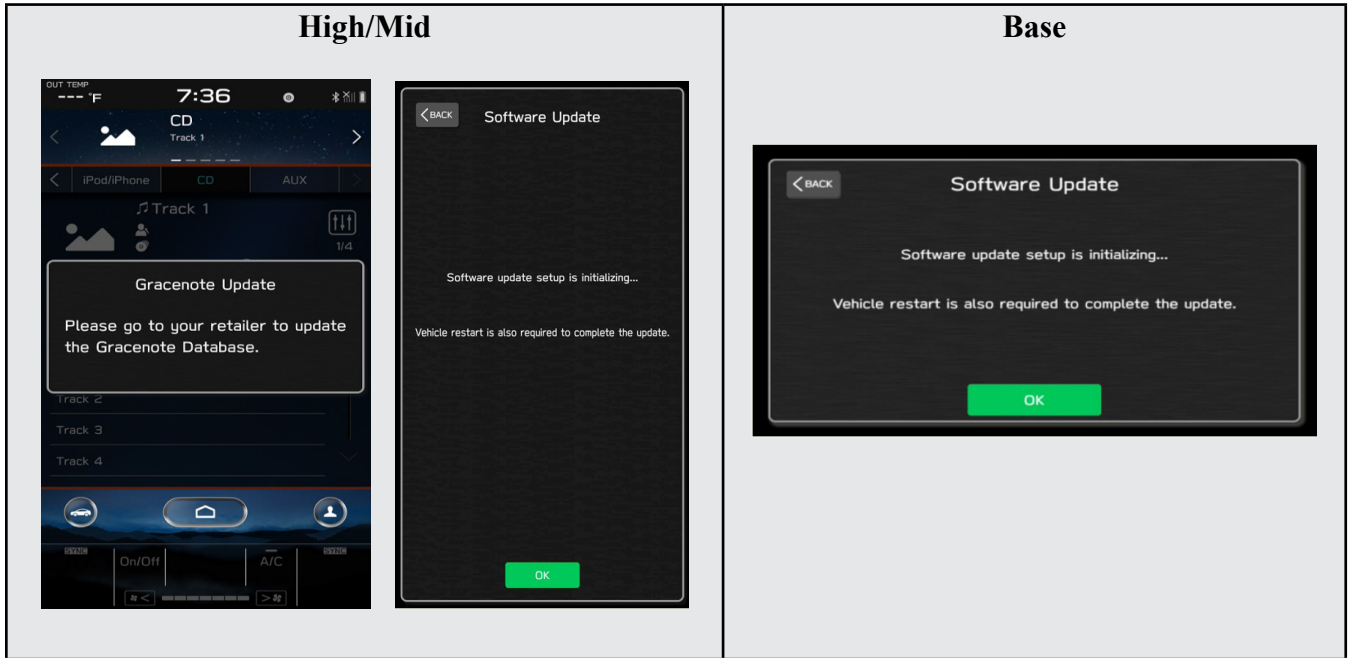 High/Mid
Base
OUT TEMP
--- °F
7:36
CD
Track 1
iPod/iPhone
CD
AUX
Track 1
1/4
Gracenote Update
Please go to your retailer to update
the Gracenote Database.
Track 2
Track 3
Track 4
SYNC
On/Off
A/C
SYNC
BACK
Software Update
Software update setup is initializing...
Vehicle restart is also required to complete the update.
OK
BACK
Software Update
Software update setup is initializing...
Vehicle restart is also required to complete the update.
OK